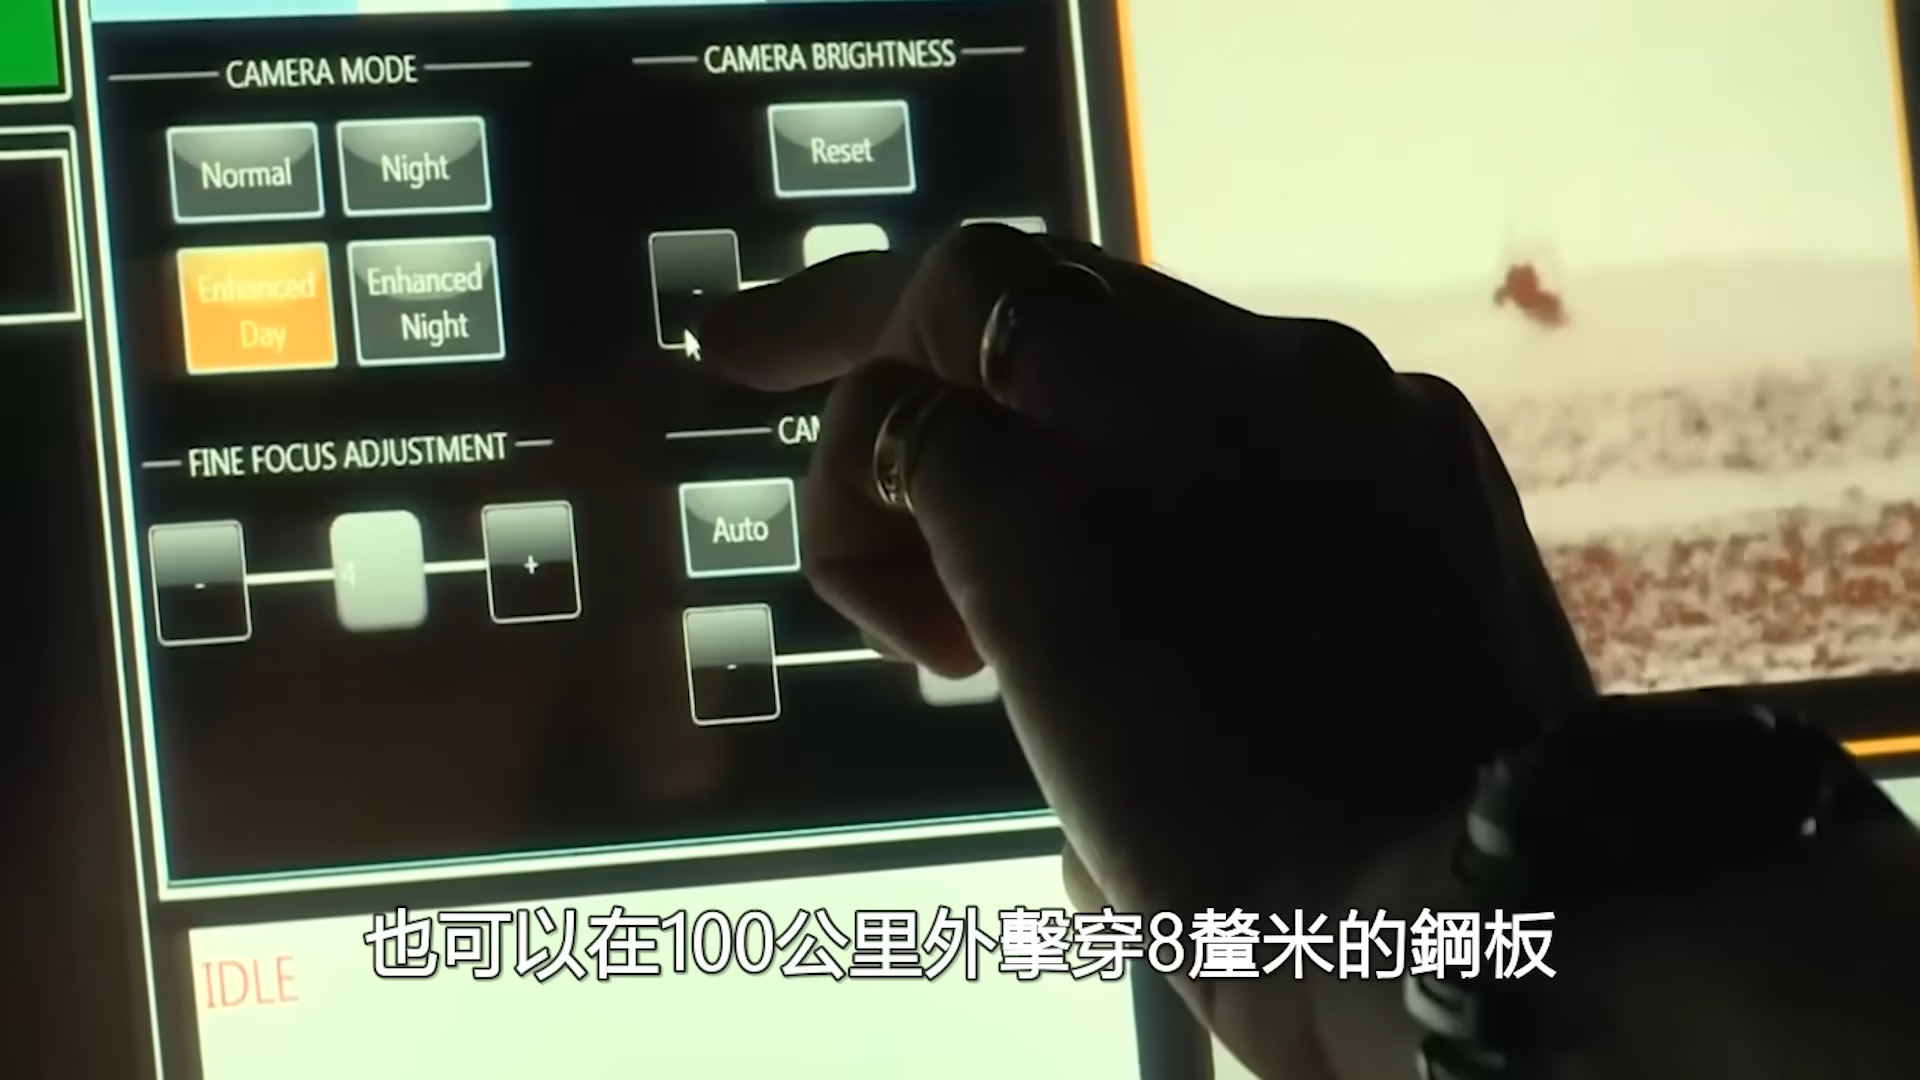 CAMERA MODE
CAMERA BRIGHTNESS
Normal
Night
Reset
Enhanced
Day
Enhanced
Night
-
FINE FOCUS ADJUSTMENT
Auto
-
4
+
-
IDLE
也可以在100公里外擊穿8釐米的鋼板